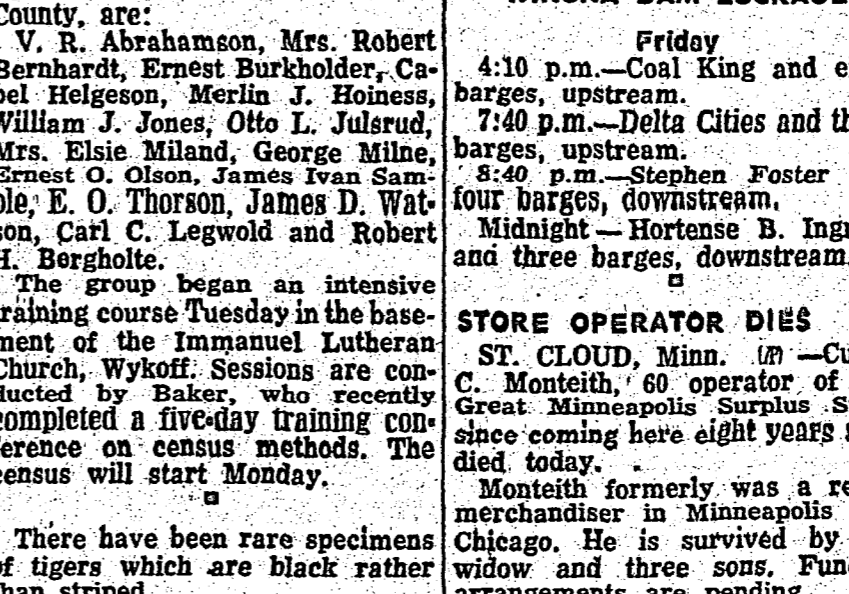 County, are:
V. R. Abrahamson, Mrs. Robert
Bernhardt, Ernest Burkholder, Ca-
bel Helgeson, Merlin J. Hoiness,
William J. Jones, Otto L. Julsrud,
Mrs. Elsie Miland, George Milne,
Ernest O. Olson, James Ivan Sam-
ple, E. O. Thorson, James D. Wat-
son, Carl C. Legwold and Robert
H. Bergholte.
The group began an intensive
training course Tuesday in the base-
ment of the Immanuel Lutheran
Church, Wykoff. Sessions are con-
ducted by Baker, who recently
completed a five-day training con-
ference on census methods. The
census will start Monday.
There have been rare specimens
of tigers which are black rather
than striped.
Friday
4:10 p.m.—Coal King and
barges, upstream.
7:40 p.m.—Delta Cities and
barges, upstream.
8:40 p.m.—Stephen Foster
four barges, downstream.
Midnight — Hortense B.
and three barges, downstream.
STORE OPERATOR DIES
ST. CLOUD, Minn. (AP) —
C. Monteith, 60 operator of
Great Minneapolis Surplus
since coming here eight years
died today.
Monteith formerly was a
merchandiser in Minneapolis
Chicago. He is survived by
widow and three sons.
arrangements are pending.